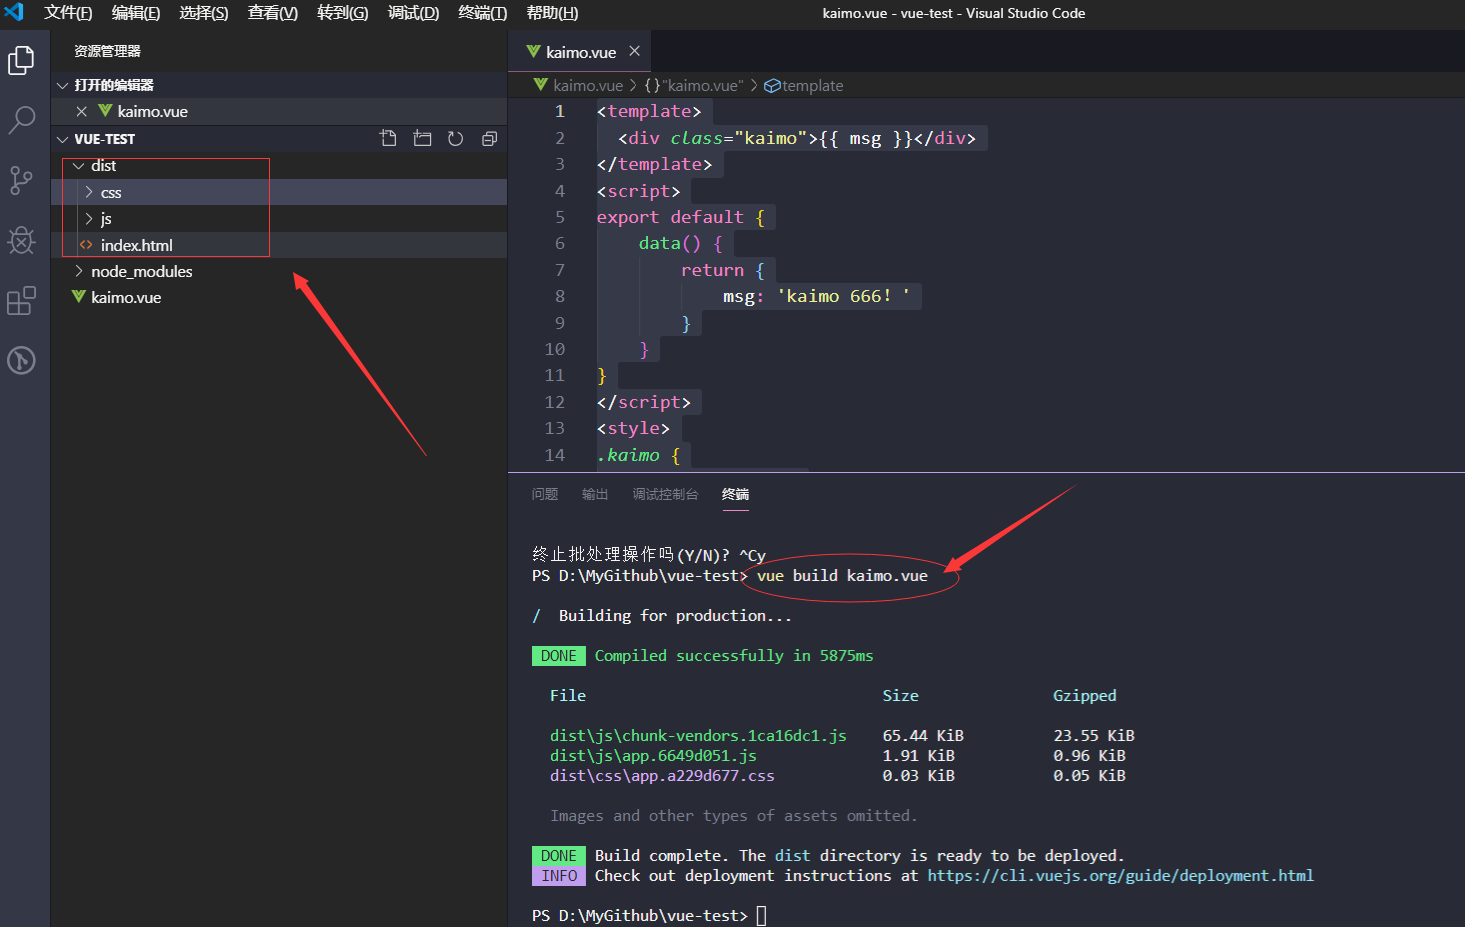 文件(F) 编辑(E) 选择(S) 查看(V) 转到(G) 调试(D) 终端(T) 帮助(H) kaimo.vue - vue-test - Visual Studio Code
资源管理器
打开的编辑器
kaimo.vue
VUE-TEST
dist
css
js
index.html
node_modules
kaimo.vue
kaimo.vue
kaimo.vue > {} "kaimo.vue" > template
1 <template>
2 <div class="kaimo">{{ msg }}</div>
3 </template>
4 <script>
5 export default {
6 data() {
7 return {
8 msg: 'kaimo 666! '
9 }
10 }
11 }
12 </script>
13 <style>
14 .kaimo {
问题 输出 调试控制台 终端
终止批处理操作吗(Y/N)? ^Cy
PS D:\MyGithub\vue-test> vue build kaimo.vue
/ Building for production...
DONE Compiled successfully in 5875ms
File Size Gzipped
dist\js\chunk-vendors.1ca16dc1.js 65.44 KiB 23.55 KiB
dist\js\app.6649d051.js 1.91 KiB 0.96 KiB
dist\css\app.a229d677.css 0.03 KiB 0.05 KiB
Images and other types of assets omitted.
DONE Build complete. The dist directory is ready to be deployed.
INFO Check out deployment instructions at https://cli.vuejs.org/guide/deployment.html
PS D:\MyGithub\vue-test>